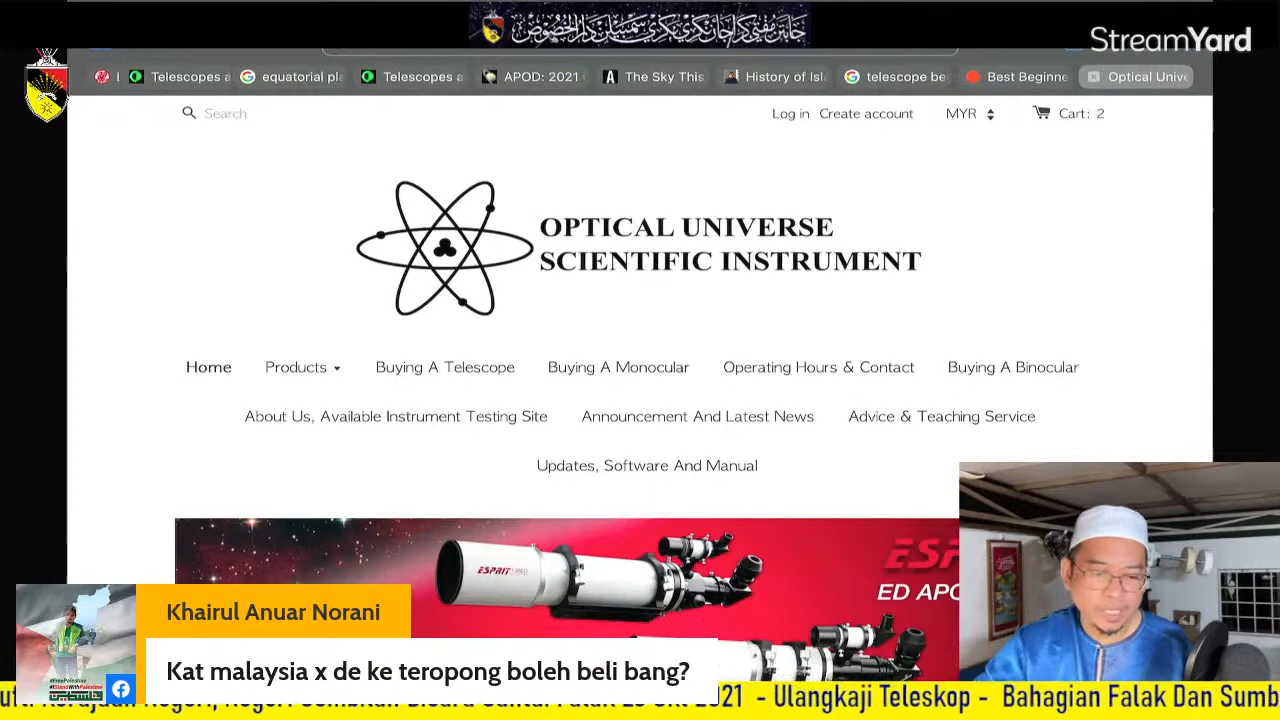 StreamYard
Telescopes a
equatorial pla
Telescopes a
APOD: 2021
The Sky This
History of Isl
telescope be
Best Beginne
Optical Unive
Search
Log in Create account MYR Cart: 2
OPTICAL UNIVERSE
SCIENTIFIC INSTRUMENT
Home Products Buying A Telescope Buying A Monocular Operating Hours & Contact Buying A Binocular
About Us, Available Instrument Testing Site Announcement And Latest News Advice & Teaching Service
Updates, Software And Manual
ESPRIT
ESP
ED APO
Khairul Anuar Norani
Kat malaysia x de ke teropong boleh beli bang?
#FreePalestine
#IStandWithPalestine
2021 - Ulangkaji Teleskop - Bahagian Falak Dan Sumb